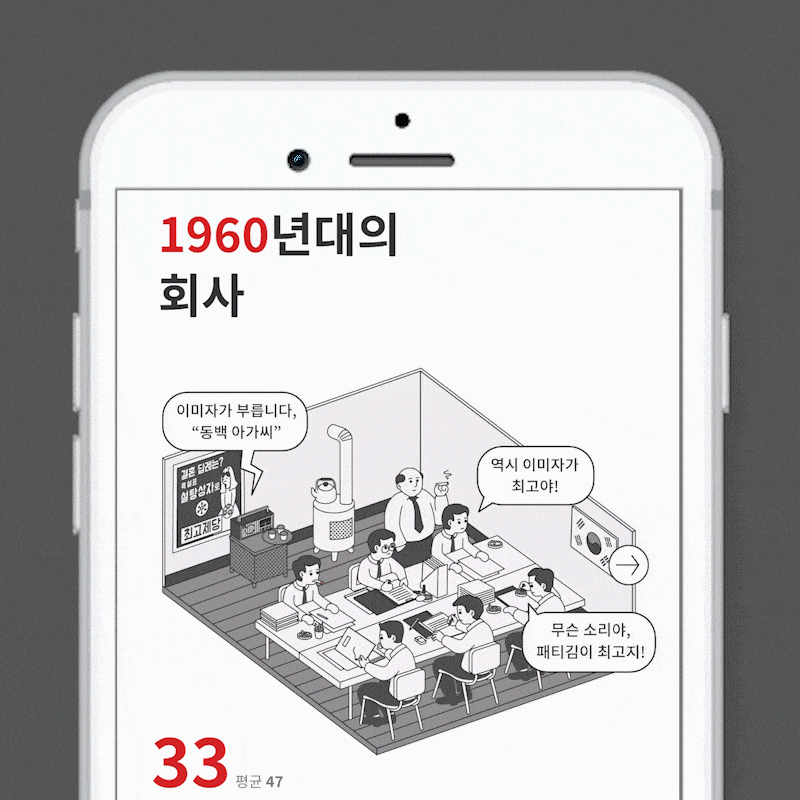 1960년대의
회사
이미자가 부릅니다,
“동백 아가씨”
역시 이미자가
최고야!
결혼 답례는?
설탕상자로
최고제당
무슨 소리야,
패티김이 최고지!
33 평균 47